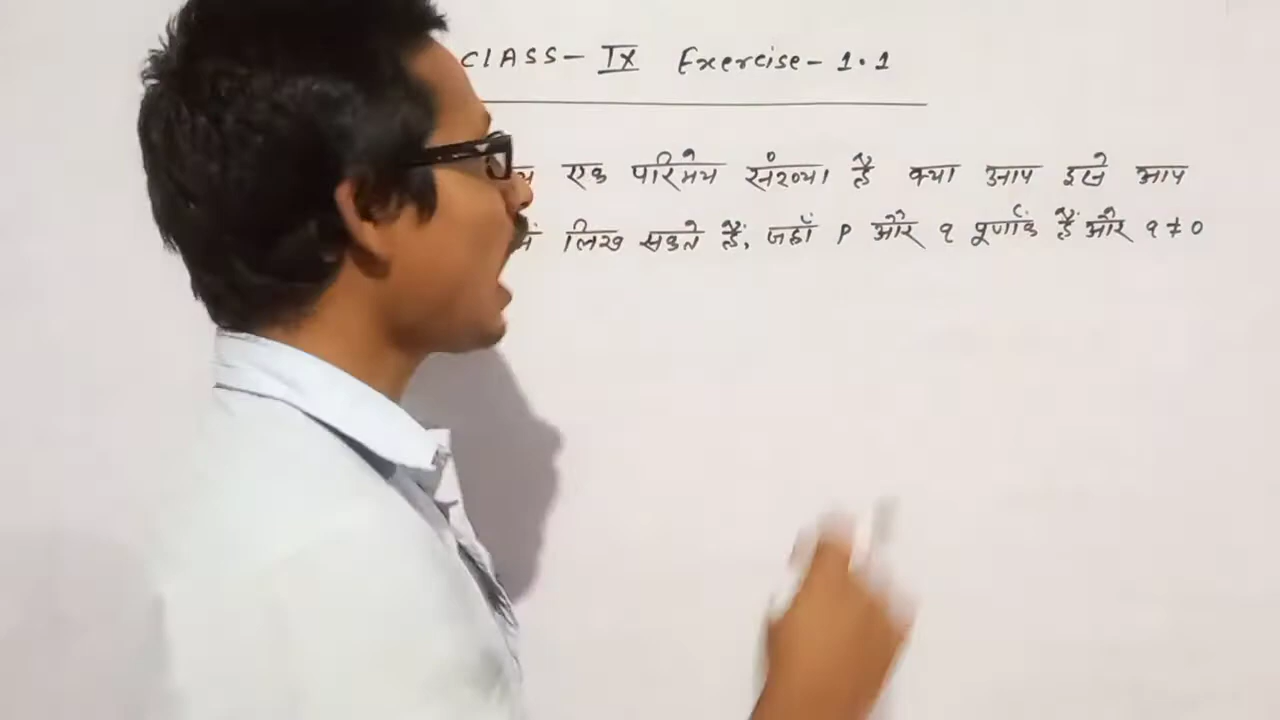 CLASS- IX Exercise- 1.1
एक परिमेय संख्या है क्या आप इसे आप
में लिख सकते हैं, जहाँ P और q पूर्णांक हैं और q ≠ 0